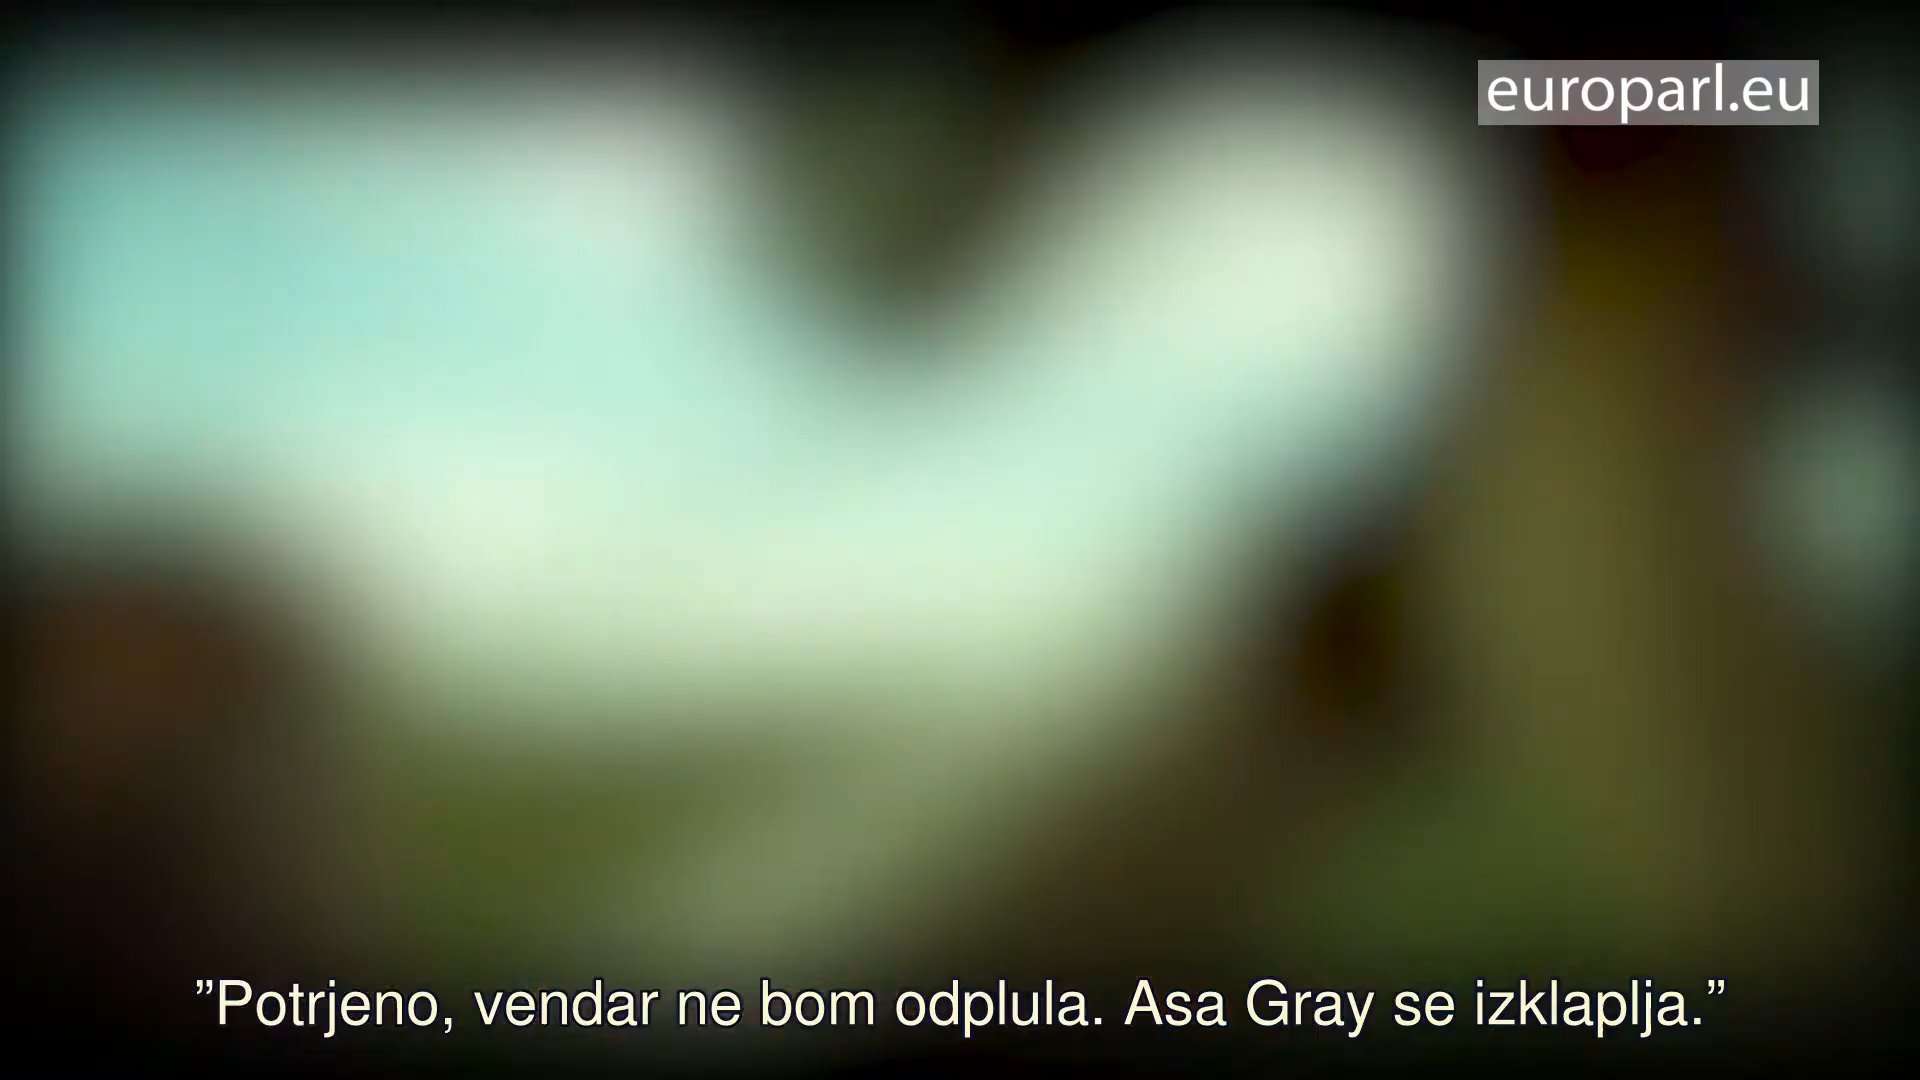 europarl.eu
”Potrjeno, vendar ne bom odplula. Asa Gray se izklaplja.”